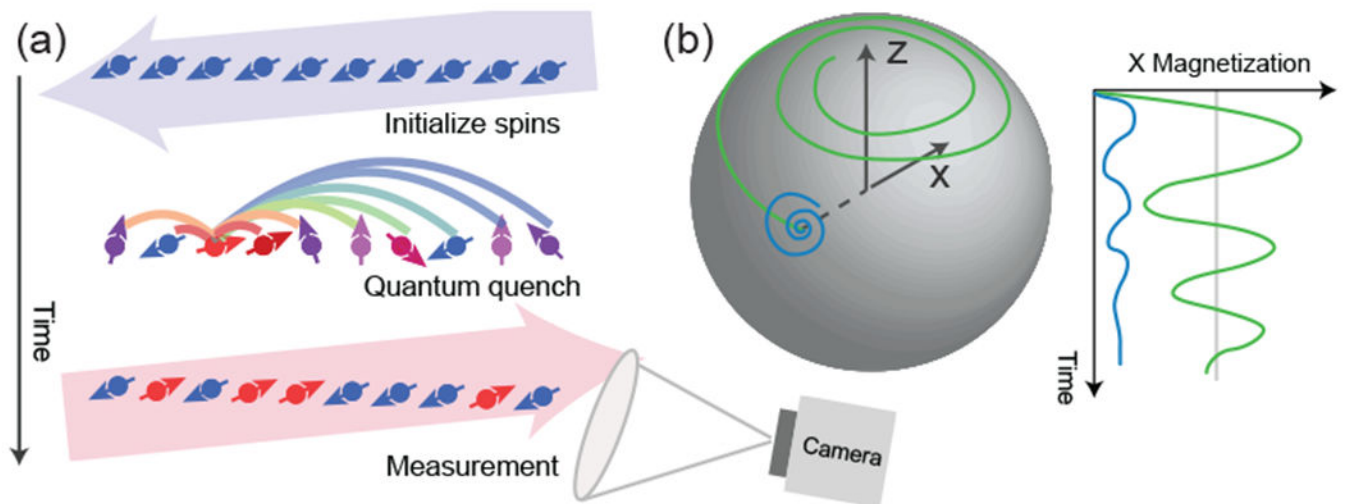 (a)
Initialize spins
Quantum quench
Time
Measurement
Camera
(b)
Z
X
X Magnetization
Time